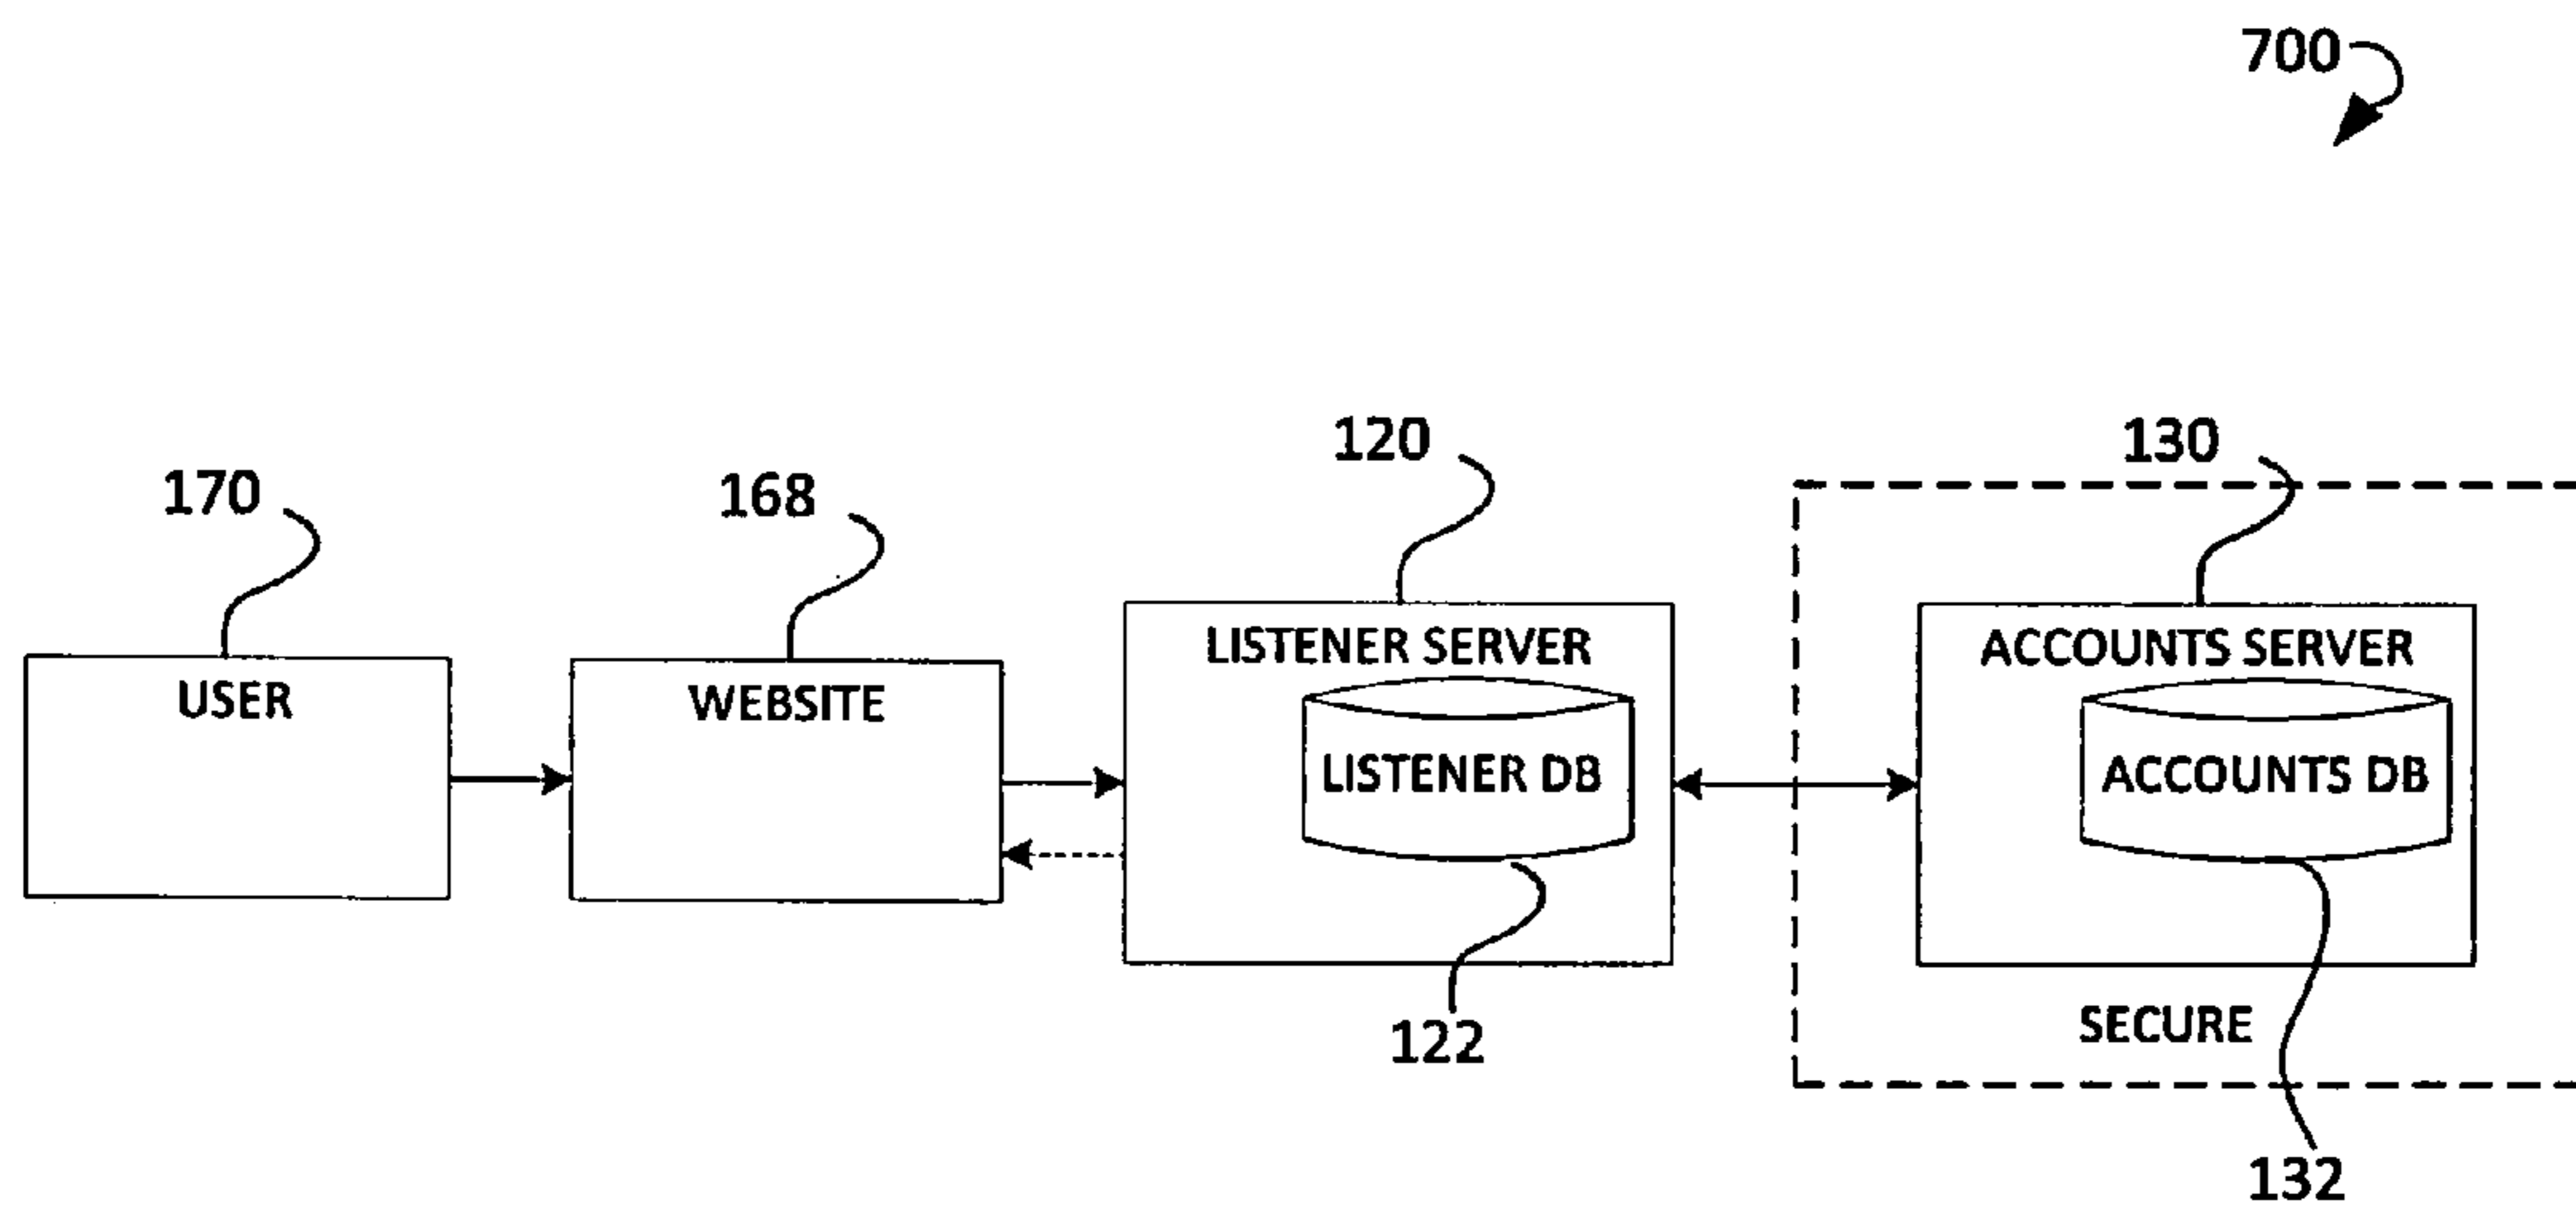 700
120
130
170
168
LISTENER SERVER
ACCOUNTS SERVER
USER
WEBSITE
LISTENER DB
ACCOUNTS DB
SECURE
122
132